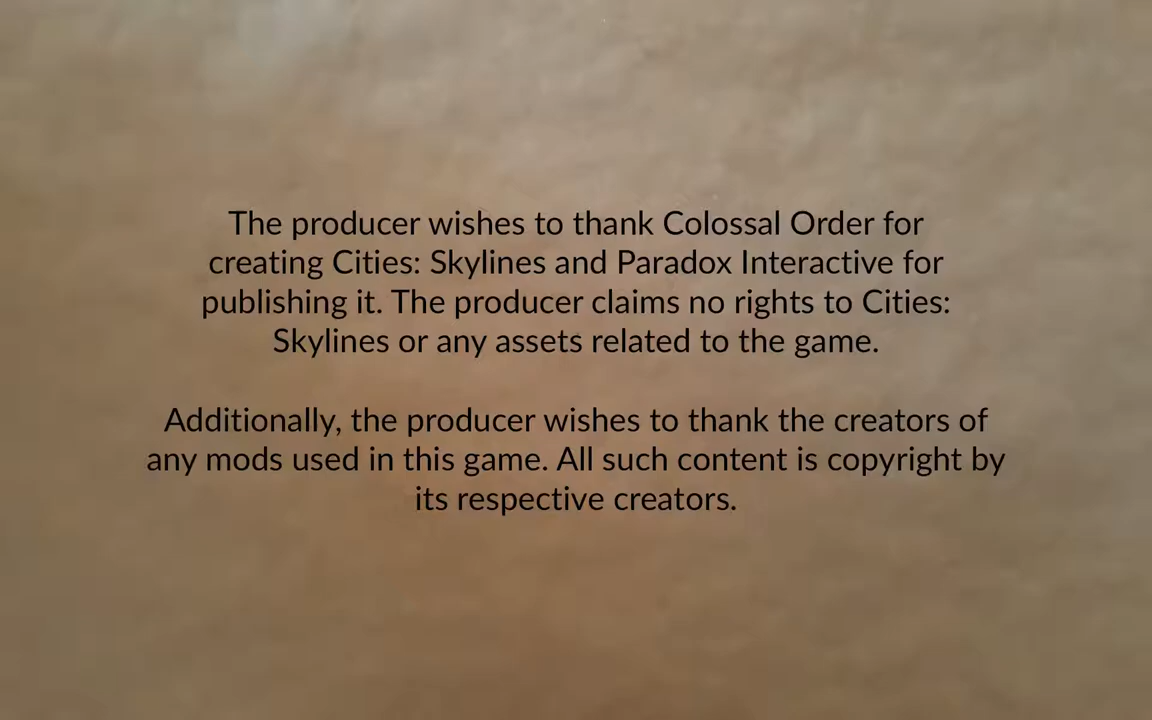 The producer wishes to thank Colossal Order for
creating Cities: Skylines and Paradox Interactive for
publishing it. The producer claims no rights to Cities:
Skylines or any assets related to the game.
Additionally, the producer wishes to thank the creators of
any mods used in this game. All such content is copyright by
its respective creators.